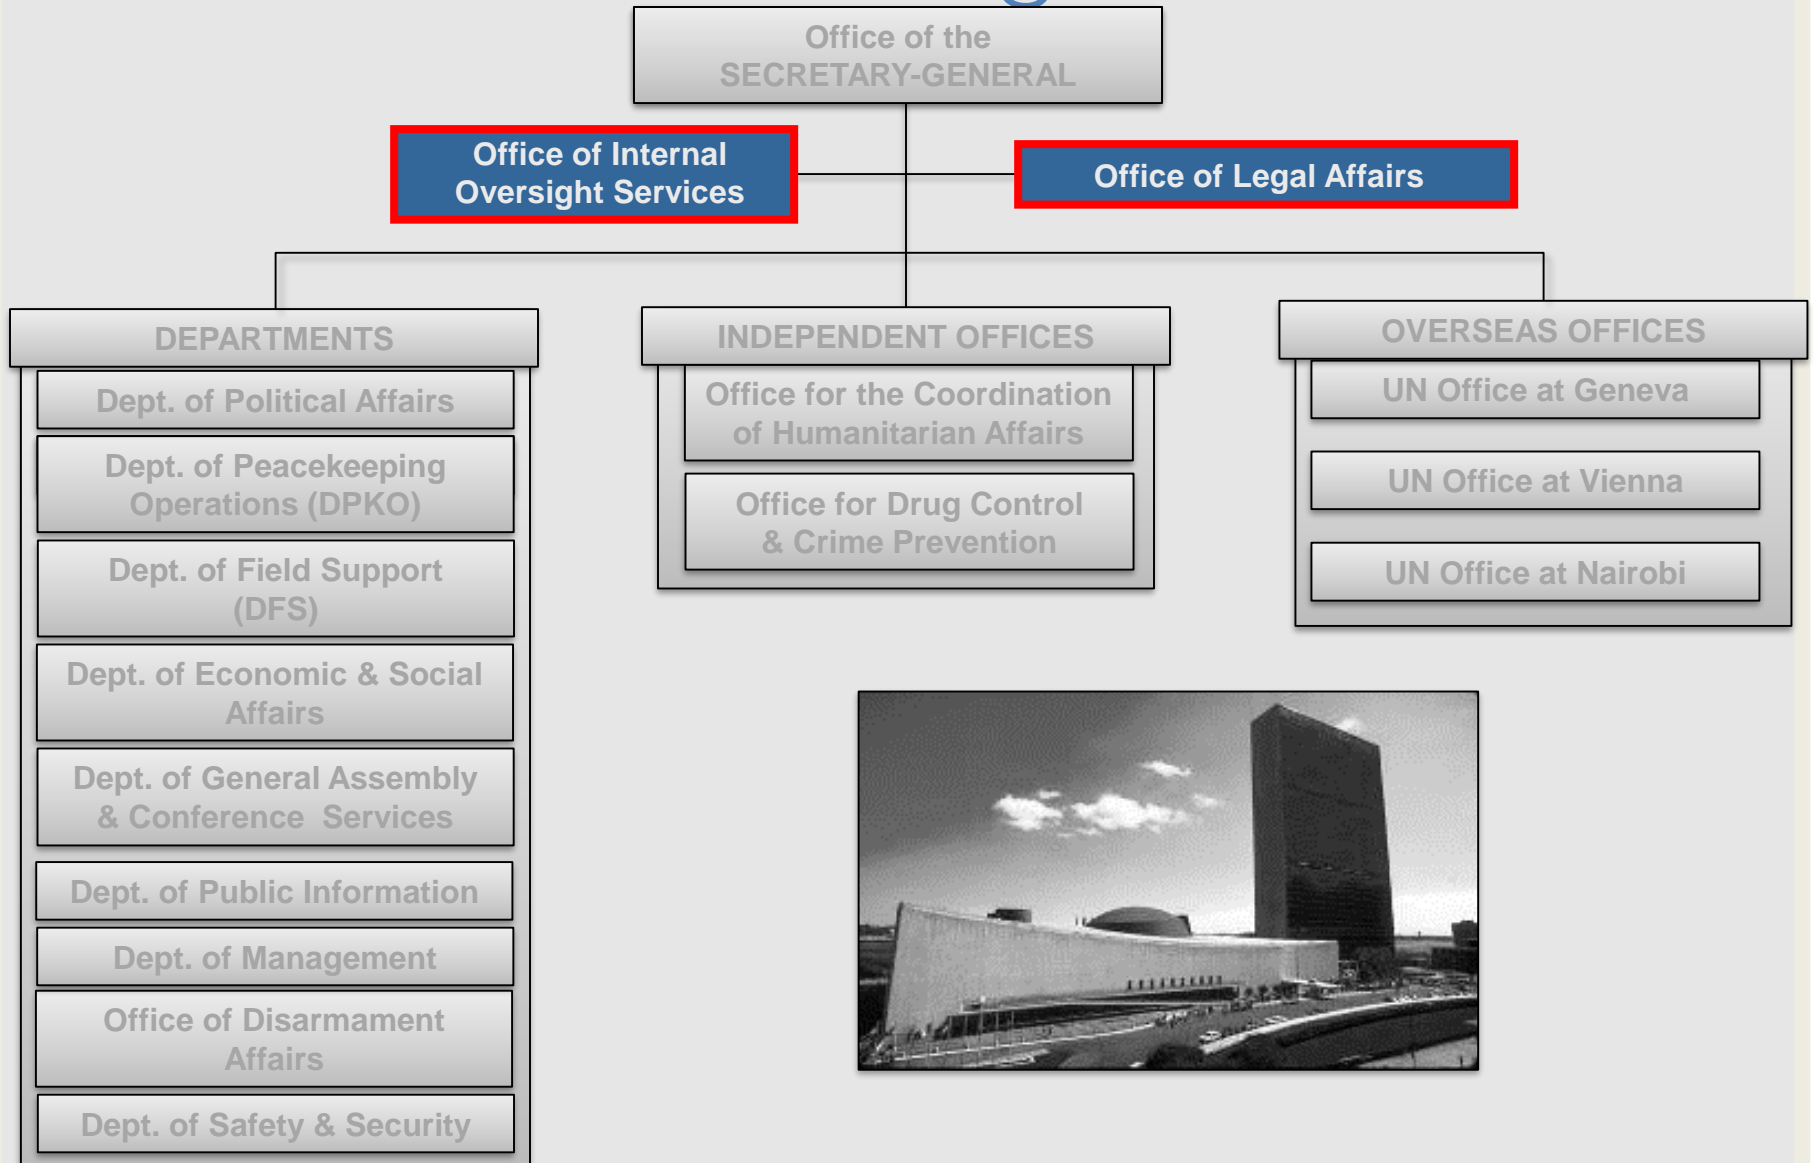 Office of the
SECRETARY-GENERAL
Office of Internal
Oversight Services
Office of Legal Affairs
DEPARTMENTS
Dept. of Political Affairs
Dept. of Peacekeeping
Operations (DPKO)
Dept. of Field Support
(DFS)
Dept. of Economic & Social
Affairs
Dept. of General Assembly
& Conference  Services
Dept. of Public Information
Dept. of Management
Office of Disarmament
Affairs
Dept. of Safety & Security
INDEPENDENT OFFICES
Office for the Coordination
of Humanitarian Affairs
Office for Drug Control
& Crime Prevention
OVERSEAS OFFICES
UN Office at Geneva
UN Office at Vienna
UN Office at Nairobi